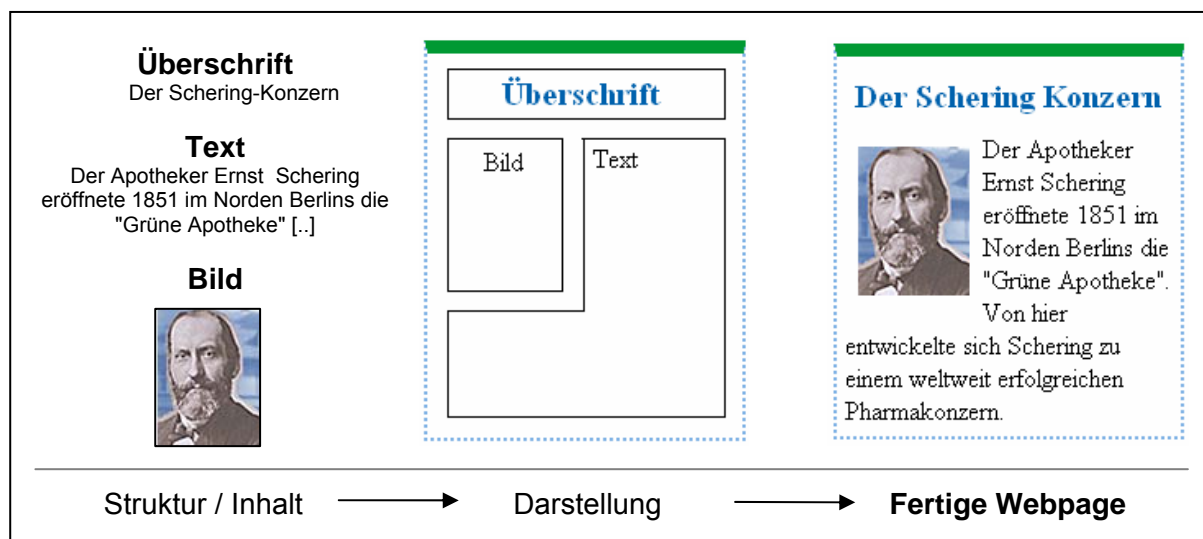 Überschrift
Der Schering-Konzern
Text
Der Apotheker Ernst Schering
eröffnete 1851 im Norden Berlins die
"Grüne Apotheke" [..]
Bild
Überschrift
Bild
Text
Der Schering Konzern
Der Apotheker
Ernst Schering
eröffnete 1851 im
Norden Berlins die
"Grüne Apotheke".
Von hier
entwickelte sich Schering zu
einem weltweit erfolgreichen
Pharmakonzern.
Struktur / Inhalt
Darstellung
Fertige Webpage